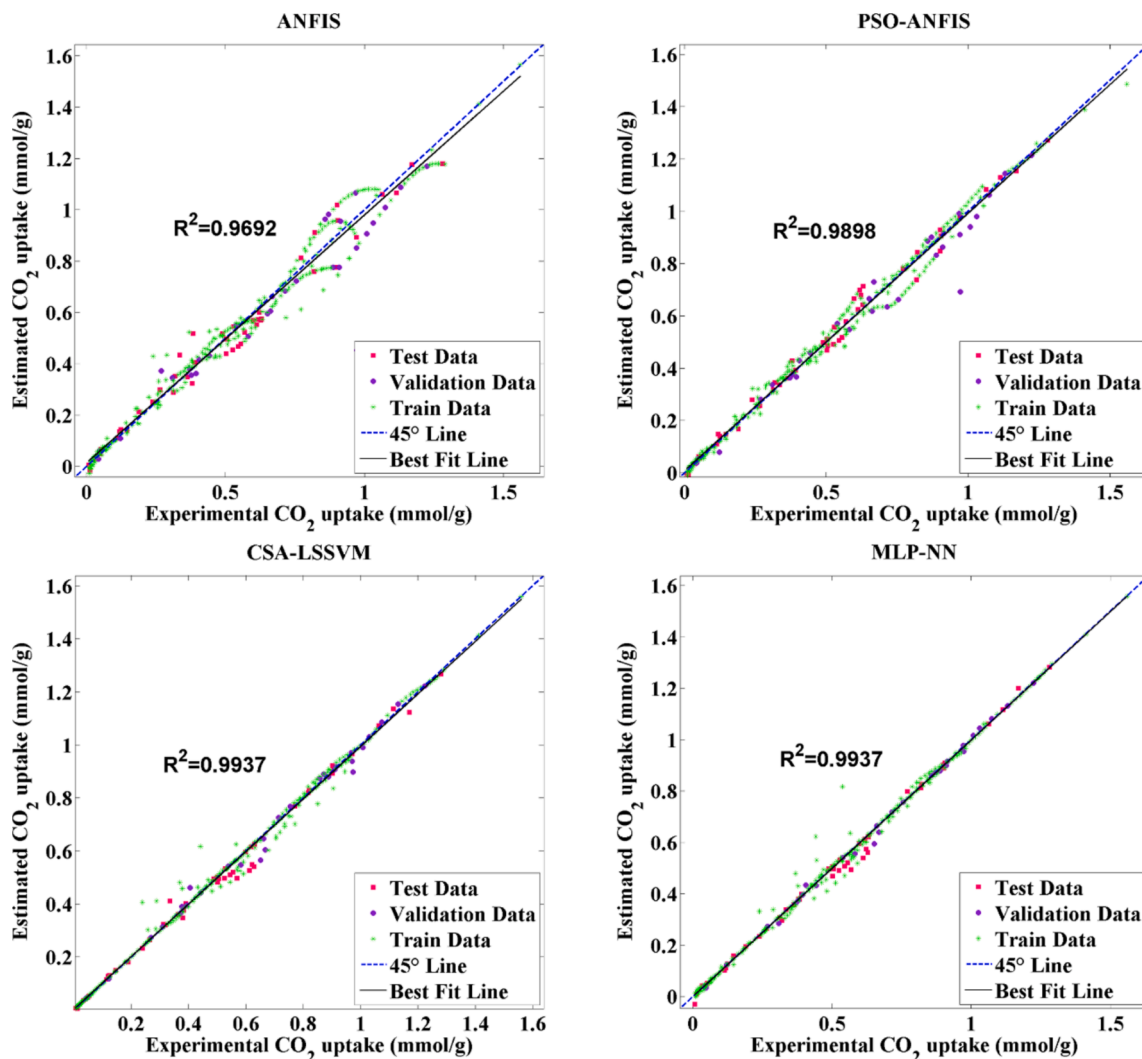 ANFIS
1.6
1.4
1.2
1
0.8
0.6
0.4
0.2
0
Estimated CO2 uptake (mmol/g)
R2=0.9692
Test Data
Validation Data
Train Data
45° Line
Best Fit Line
0 0.5 1 1.5
Experimental CO2 uptake (mmol/g)
PSO-ANFIS
1.6
1.4
1.2
1
0.8
0.6
0.4
0.2
0
Estimated CO2 uptake (mmol/g)
R2=0.9898
Test Data
Validation Data
Train Data
45° Line
Best Fit Line
0 0.5 1 1.5
Experimental CO2 uptake (mmol/g)
CSA-LSSVM
1.6
1.4
1.2
1
0.8
0.6
0.4
0.2
Estimated CO2 uptake (mmol/g)
R2=0.9937
Test Data
Validation Data
Train Data
45° Line
Best Fit Line
0.2 0.4 0.6 0.8 1 1.2 1.4 1.6
Experimental CO2 uptake (mmol/g)
MLP-NN
1.6
1.4
1.2
1
0.8
0.6
0.4
0.2
0
Estimated CO2 uptake (mmol/g)
R2=0.9937
Test Data
Validation Data
Train Data
45° Line
Best Fit Line
0 0.5 1 1.5
Experimental CO2 uptake (mmol/g)